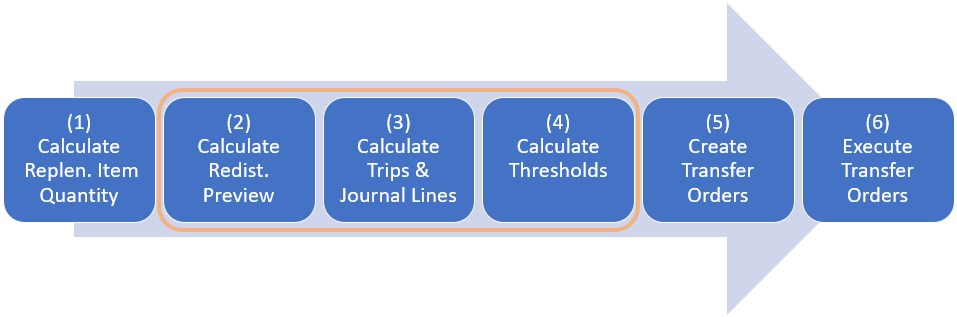 (1)
Calculate
Replen. Item
Quantity
(2)
Calculate
Redist.
Preview
(3)
Calculate
Trips &
Journal Lines
(4)
Calculate
Thresholds
(5)
Create
Transfer
Orders
(6)
Execute
Transfer
Orders